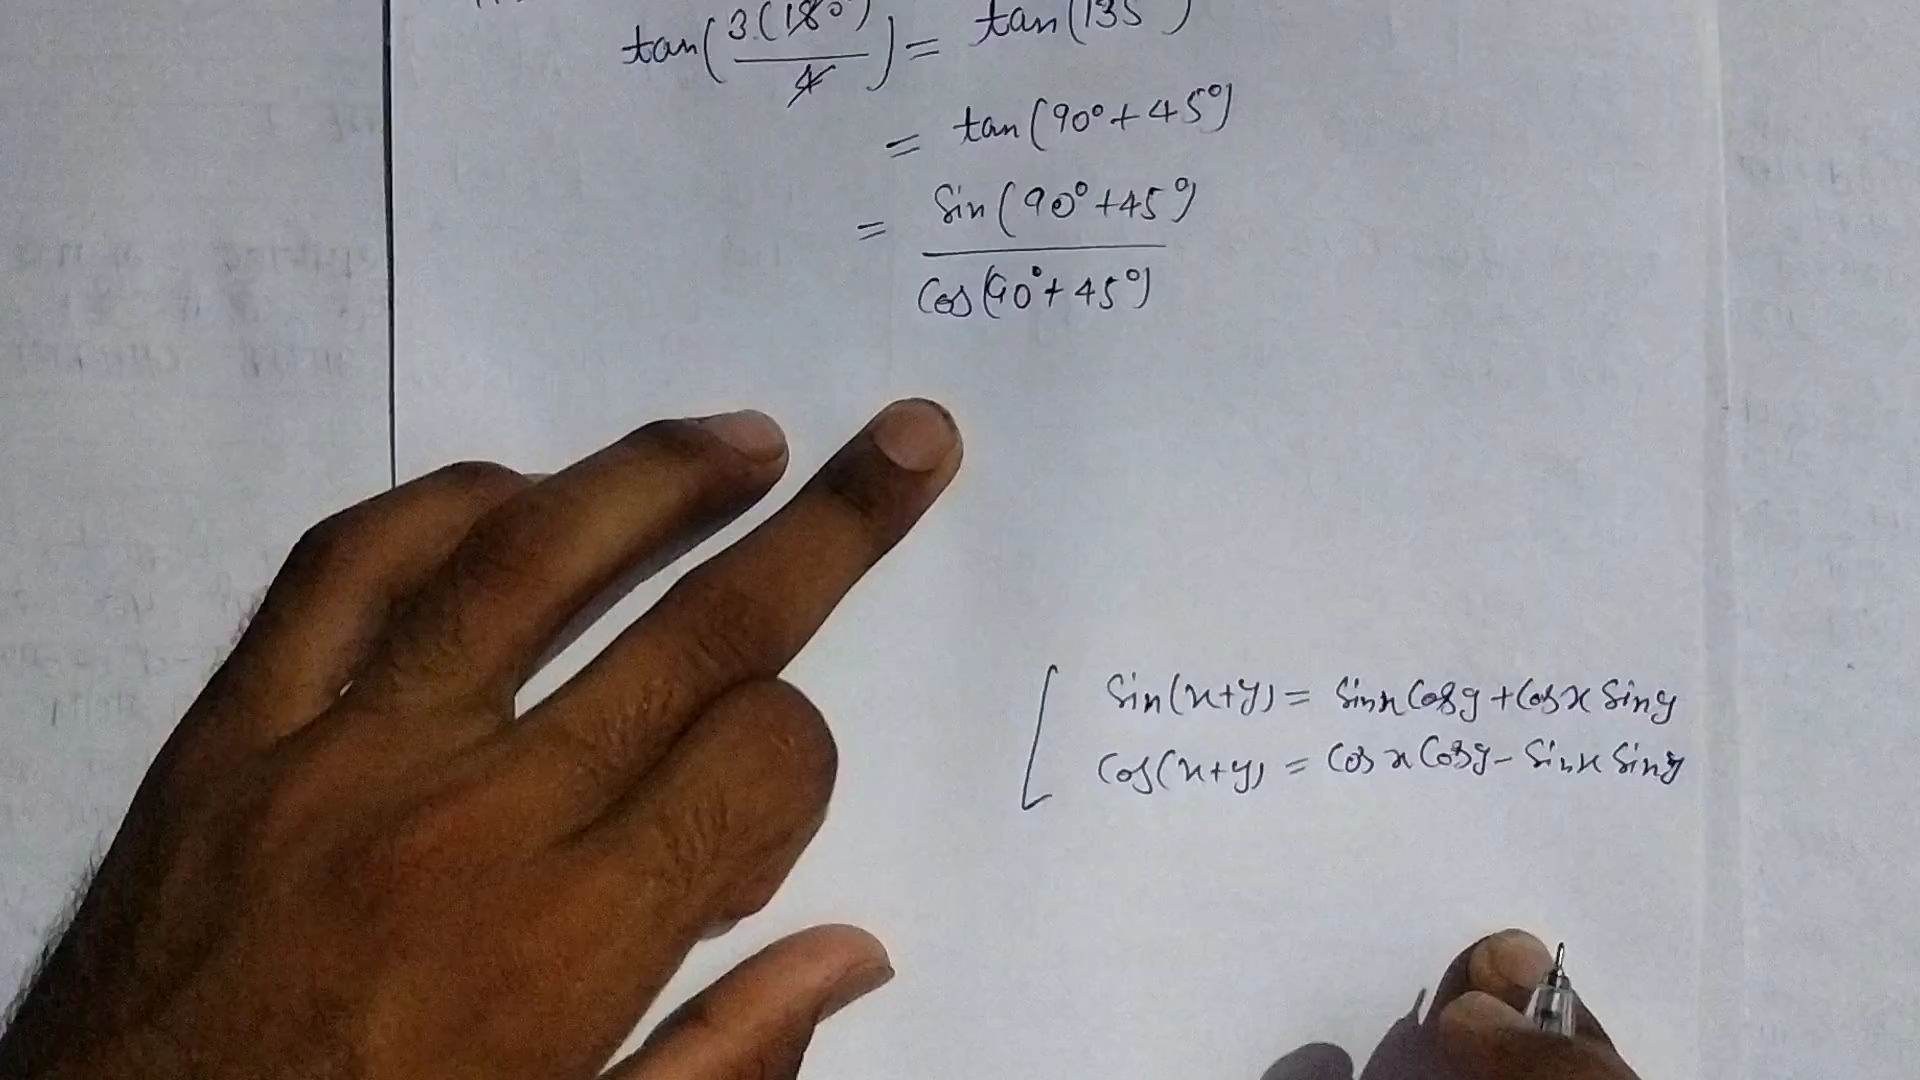 tan(3(180°)/4) = tan(135°)
= tan(90°+45°)
= Sin(90°+45°)
Cos(90°+45°)
Sin(x+y) = Sinx Cosy + Cosx Siny
Cos(x+y) = Cosx Cosy - Sinx Siny